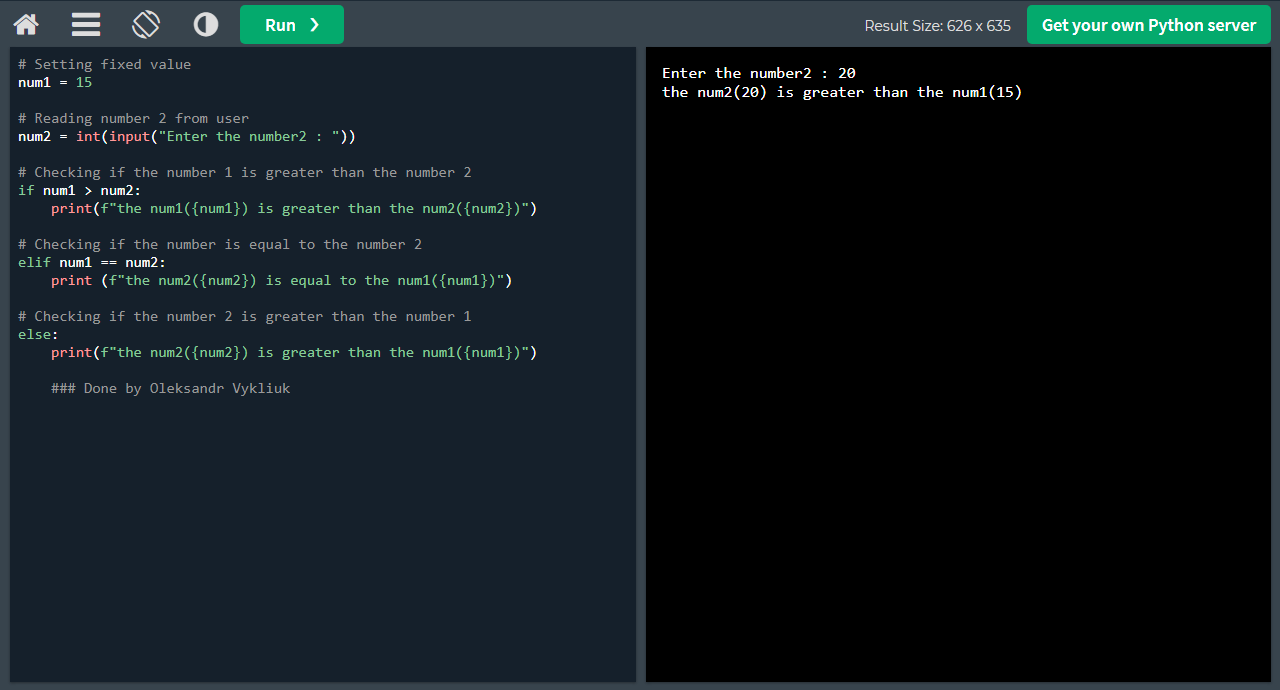 Run ❯
Result Size: 626 x 635
Get your own Python server
# Setting fixed value
num1 = 15
# Reading number 2 from user
num2 = int(input("Enter the number2 : "))
# Checking if the number 1 is greater than the number 2
if num1 > num2:
    print(f"the num1({num1}) is greater than the num2({num2})")
# Checking if the number is equal to the number 2
elif num1 == num2:
    print (f"the num2({num2}) is equal to the num1({num1})")
# Checking if the number 2 is greater than the number 1
else:
    print(f"the num2({num2}) is greater than the num1({num1})")
    ### Done by Oleksandr Vykliuk
Enter the number2 : 20
the num2(20) is greater than the num1(15)